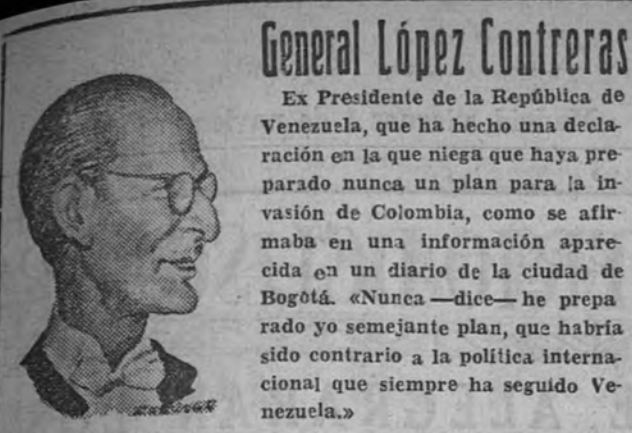 General López Contreras
Ex Presidente de la República de
Venezuela, que ha hecho una decla-
ración en la que niega que haya pre-
parado nunca un plan para la in-
vasión de Colombia, como se afir-
maba en una información apare-
cida en un diario de la ciudad de
Bogotá. «Nunca —dice— he prepa
rado yo semejante plan, que habría
sido contrario a la política interna-
cional que siempre ha seguido Ve-
nezuela.»